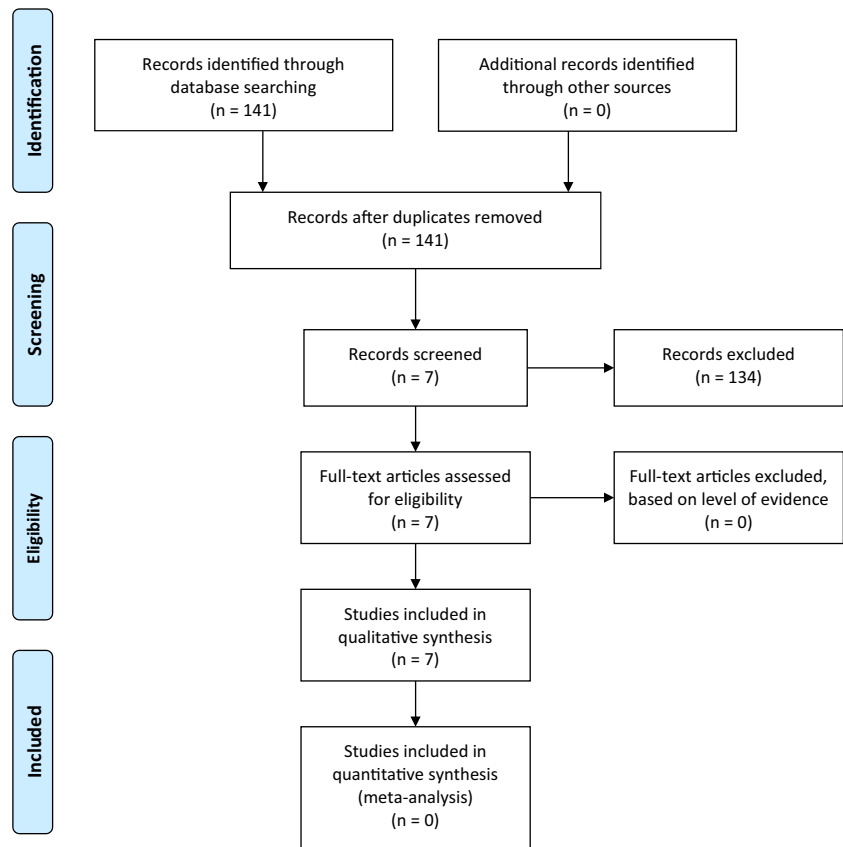 Identification
Records identified through
database searching
(n = 141)
Additional records identified
through other sources
(n = 0)
Records after duplicates removed
(n = 141)
Screening
Records screened
(n = 7)
Records excluded
(n = 134)
Eligibility
Full-text articles assessed
for eligibility
(n = 7)
Full-text articles excluded,
based on level of evidence
(n = 0)
Studies included in
qualitative synthesis
(n = 7)
Included
Studies included in
quantitative synthesis
(meta-analysis)
(n = 0)